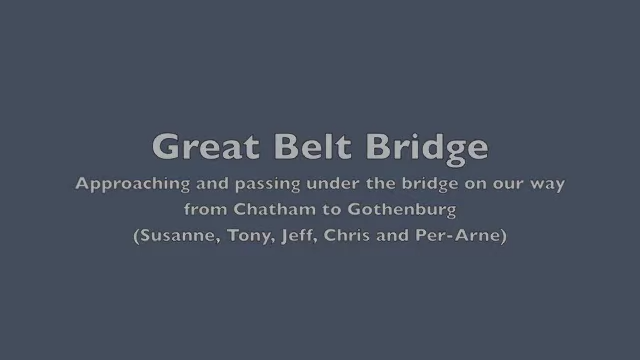 Great Belt Bridge
Approaching and passing under the bridge on our way
from Chatham to Gothenburg
(Susanne, Tony, Jeff, Chris and Per-Arne)